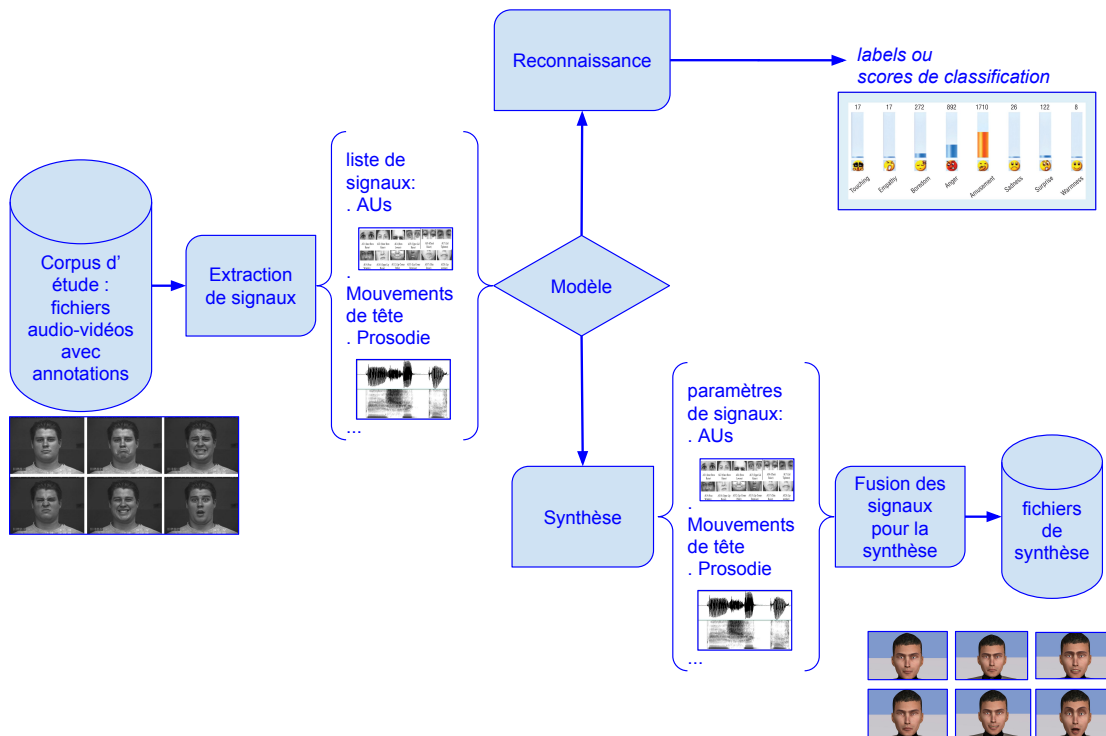 Reconnaissance
labels ou
scores de classification
17 17 272 892 1710 26 122 8
Touching Empathy Boredom Anger Amusement Sadness Surprise Warmness
liste de
signaux:
. AUs
.
Mouvements
de tête
. Prosodie
...
Corpus d’
étude :
fichiers
audio-vidéos
avec
annotations
Extraction
de signaux
Modèle
Synthèse
paramètres
de signaux:
. AUs
.
Mouvements
de tête
. Prosodie
...
Fusion des
signaux
pour la
synthèse
fichiers
de
synthèse